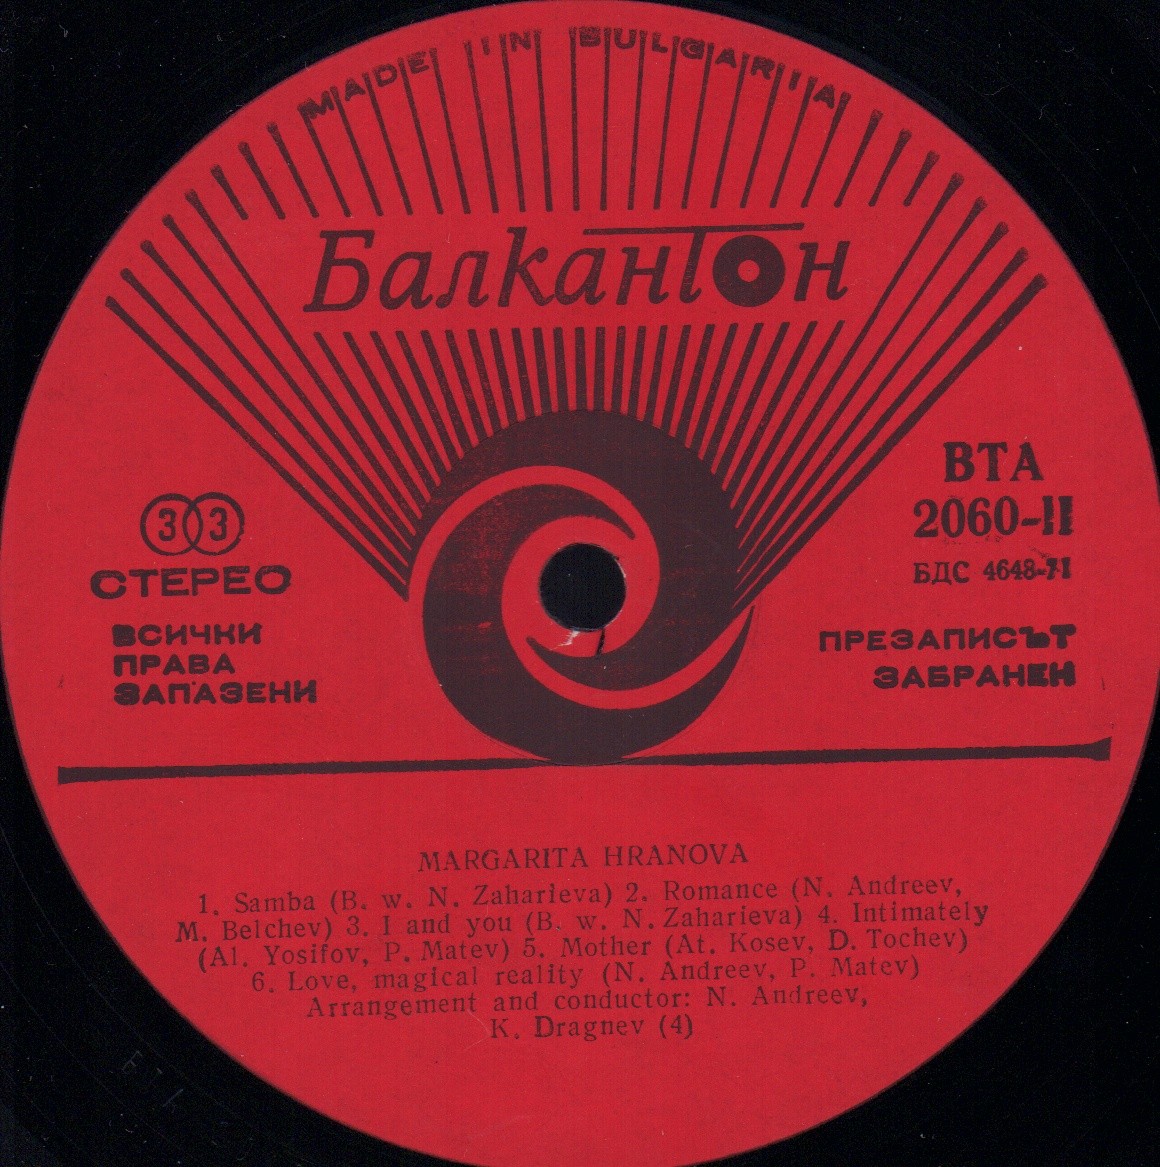 MADE IN BULGARIA
Балкантон
ВТА
2060-II
БДС 4648-71
33
СТЕРЕО
ВСИЧКИ
ПРАВА
ЗАПАЗЕНИ
ПРЕЗАПИСЪТ
ЗАБРАНЕН
MARGARITA HRANOVA
1. Samba (B. w. N. Zaharieva) 2. Romance (N. Andreev,
M. Belchev) 3. I and you (B. w. N. Zaharieva) 4. Intimately
(Al. Yosifov, P. Matev) 5. Mother (At. Kosev, D. Tochev)
6. Love, magical reality (N. Andreev, P. Matev)
Arrangement and conductor: N. Andreev,
K. Dragnev (4)